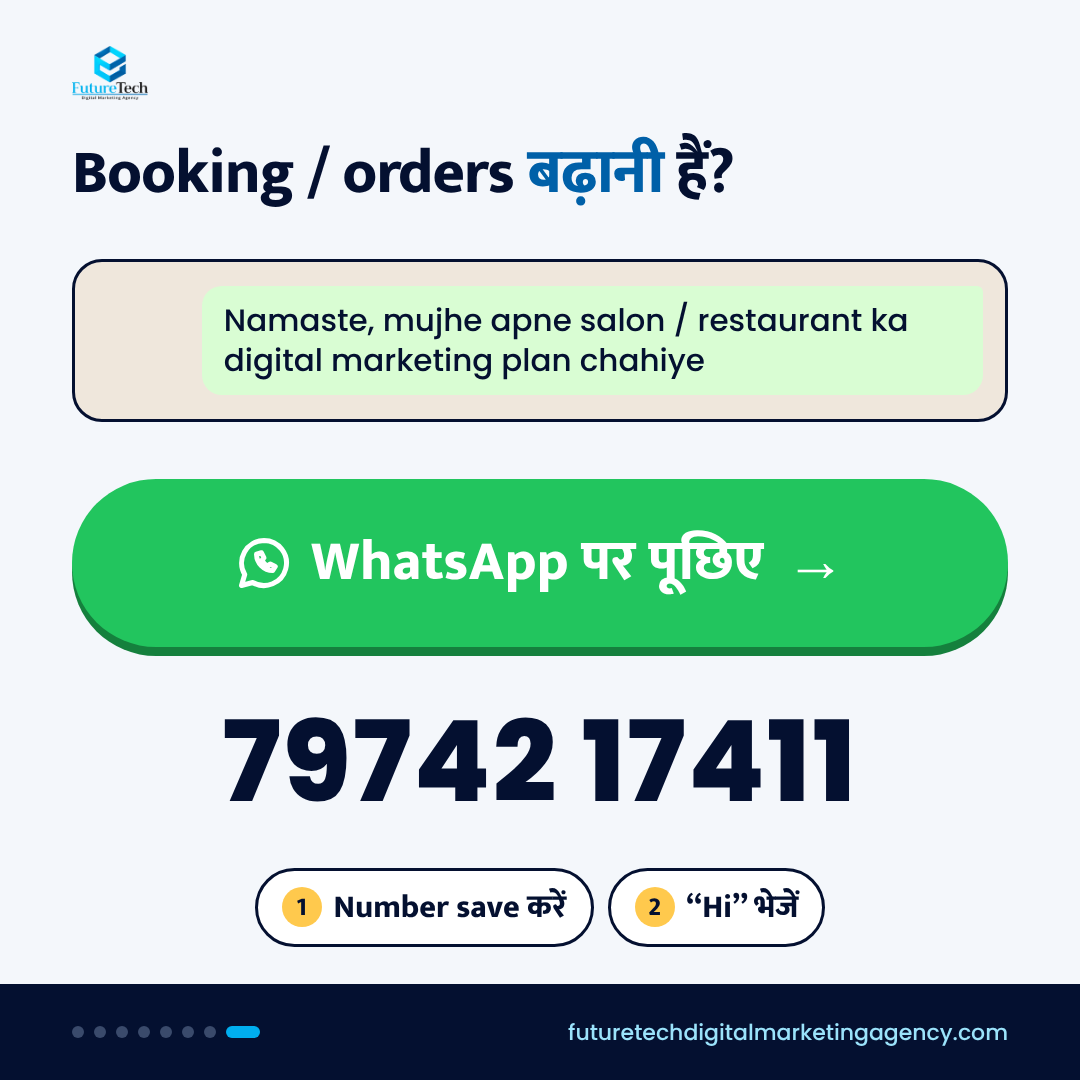 FutureTech
Digital Marketing Agency
Booking / orders बढ़ानी हैं?
Namaste, mujhe apne salon / restaurant ka
digital marketing plan chahiye
WhatsApp पर पूछिए →
79742 17411
1 Number save करें
2 “Hi” भेजें
futuretechdigitalmarketingagency.com